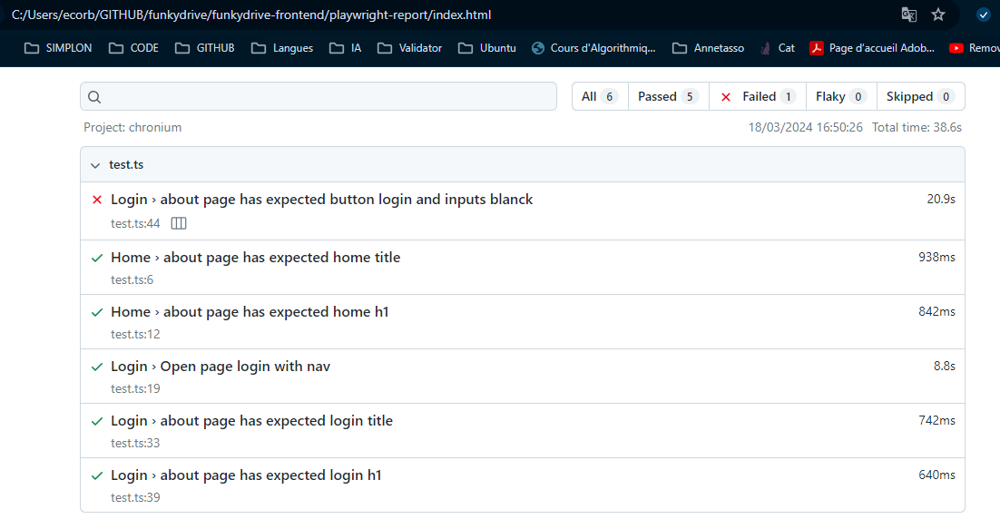 C:/Users/ecorb/GITHUB/funkydrive/funkydrive-frontend/playwright-report/index.html
SIMPLON CODE GITHUB Langues IA Validator Ubuntu Cours d'Algorithmiq... Annetasso Cat Page d'accueil Adob... Remov
All 6 Passed 5 Failed 1 Flaky 0 Skipped 0
Project: chronium 18/03/2024 16:50:26 Total time: 38.6s
test.ts
Login › about page has expected button login and inputs blanck 20.9s
test.ts:44
Home › about page has expected home title 938ms
test.ts:6
Home › about page has expected home h1 842ms
test.ts:12
Login › Open page login with nav 8.8s
test.ts:19
Login › about page has expected login title 742ms
test.ts:33
Login › about page has expected login h1 640ms
test.ts:39